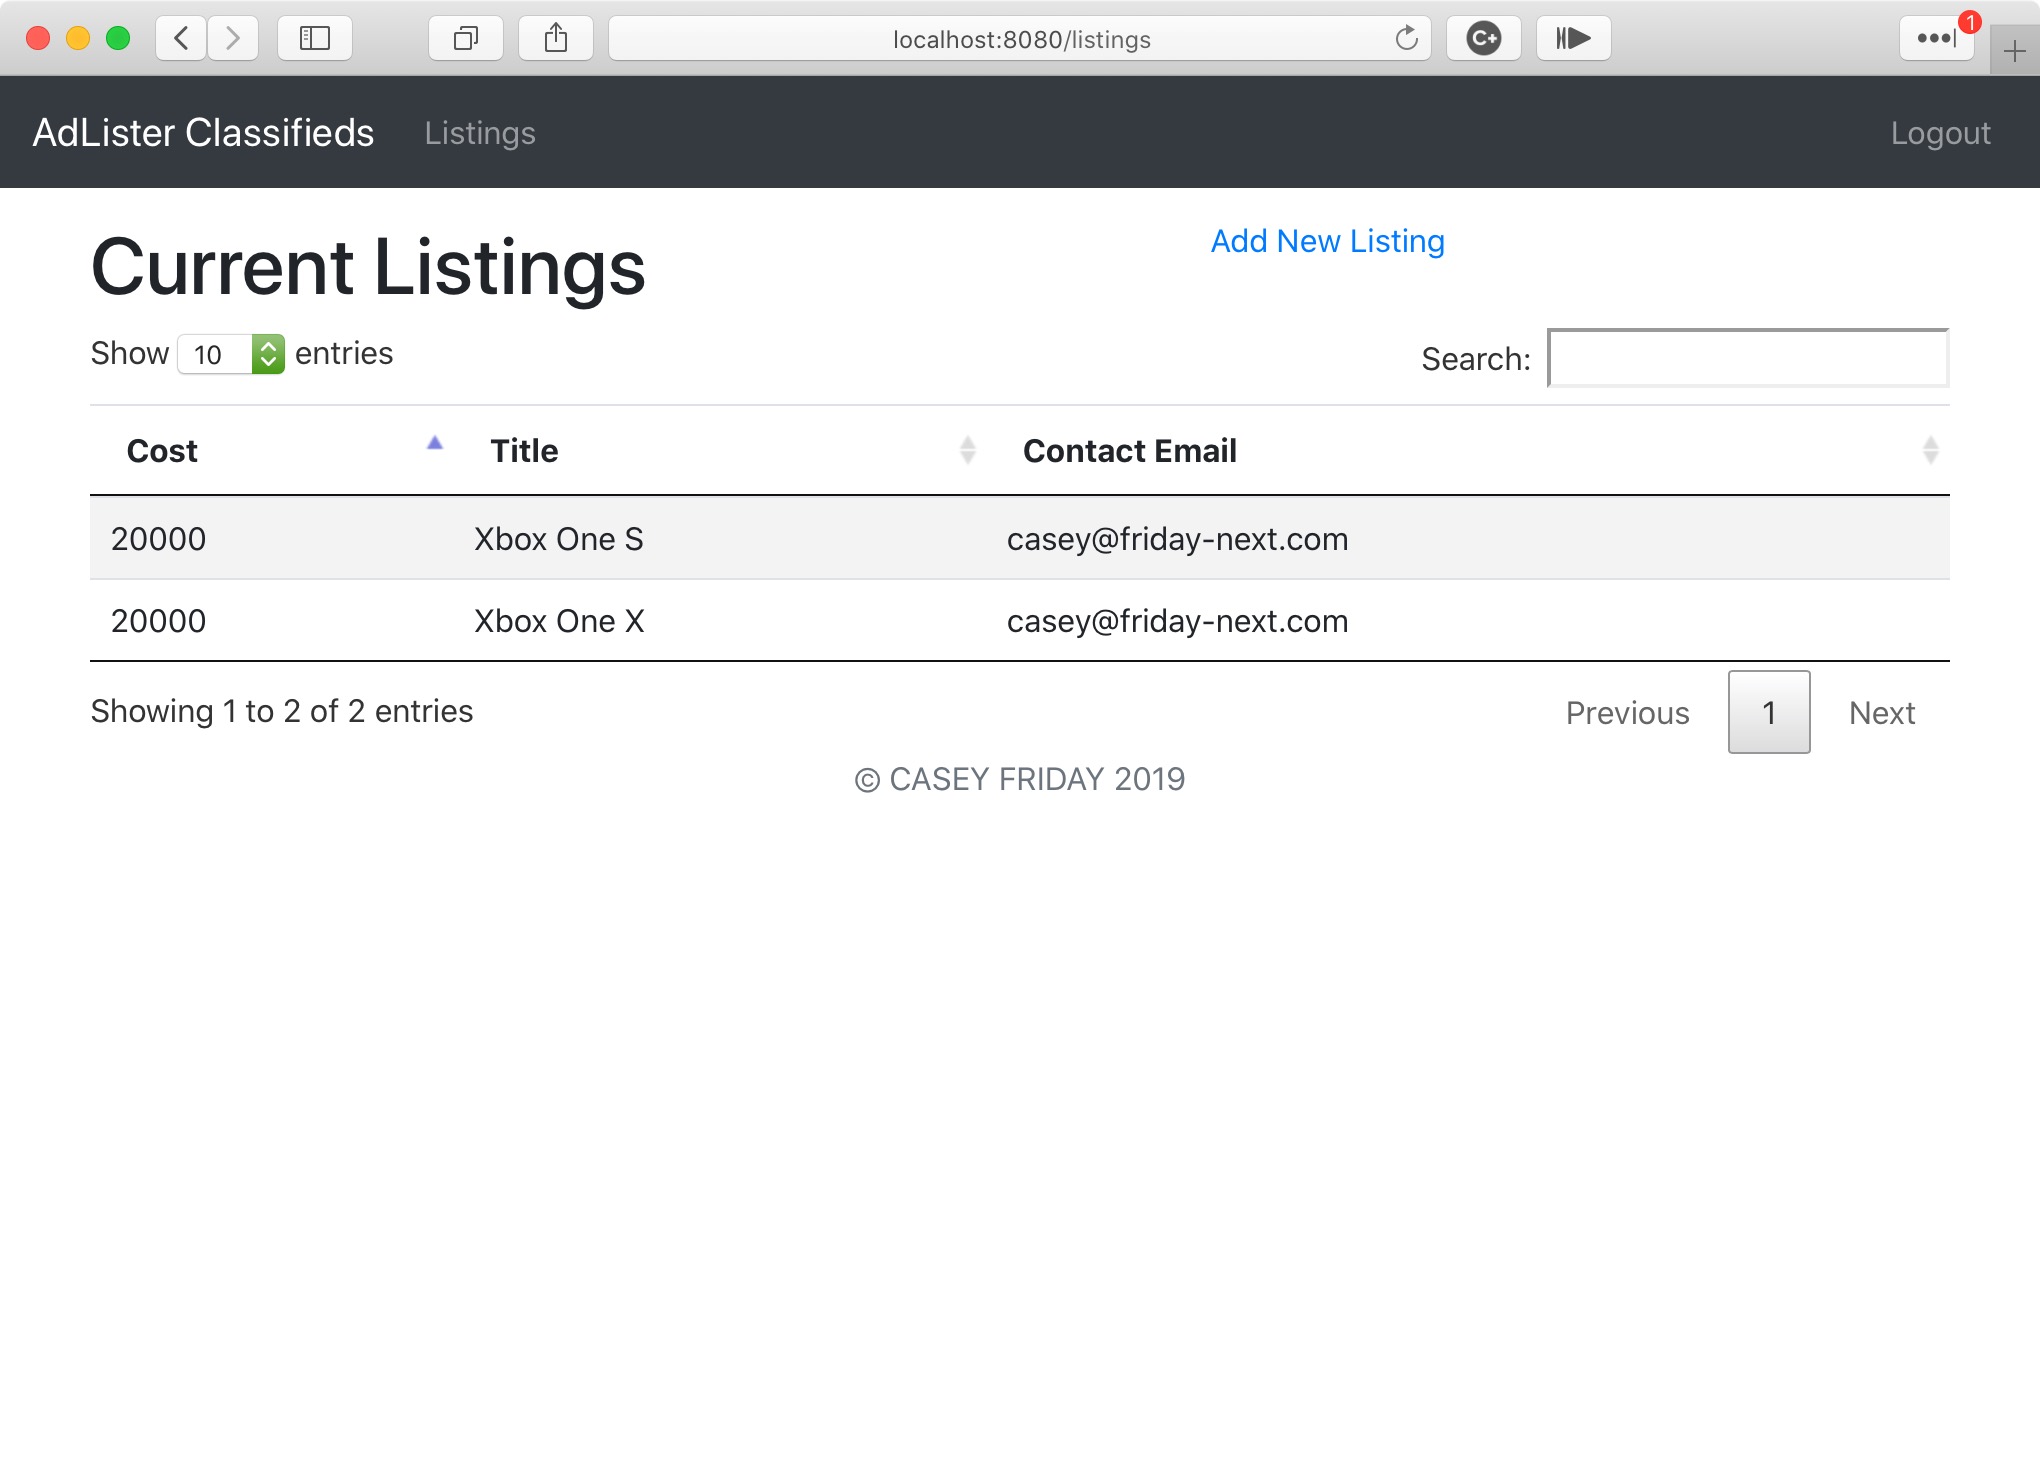 localhost:8080/listings
1
AdLister Classifieds Listings Logout
Current Listings Add New Listing
Show 10 entries Search:
Cost Title Contact Email
20000 Xbox One S casey@friday-next.com
20000 Xbox One X casey@friday-next.com
Showing 1 to 2 of 2 entries Previous 1 Next
© CASEY FRIDAY 2019